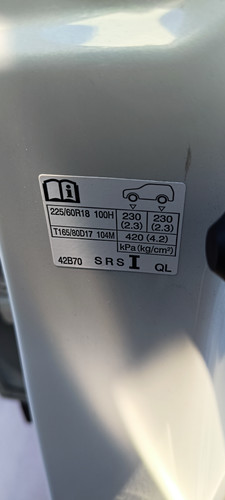 i
225/60R18 100H 230 (2.3) 230 (2.3)
T165/80D17 104M 420 (4.2)
kPa(kg/cm²)
42B70 SRS I QL